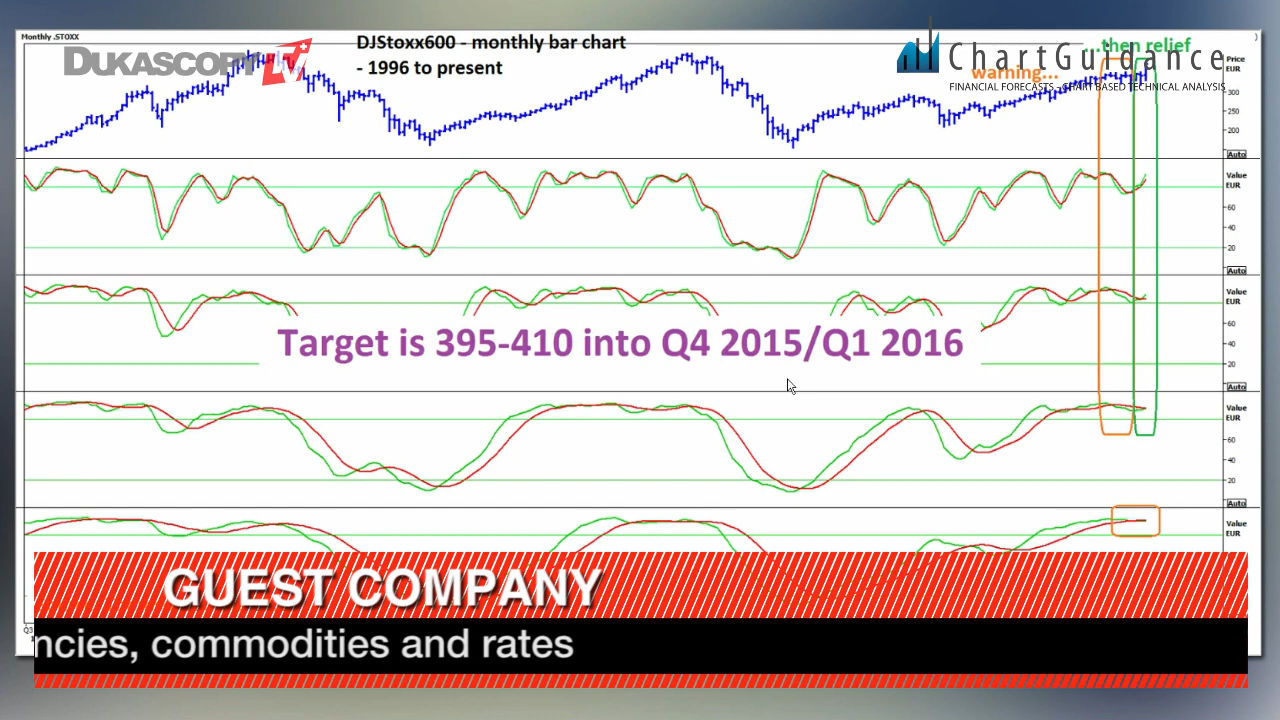 Monthly .STOXX
DUKASCOPY TV
DJStoxx600 - monthly bar chart
- 1996 to present
ChartGuidance
FINANCIAL FORECASTS - CHART BASED TECHNICAL ANALYSIS
...then relief
warning...
Price
EUR
300
250
200
Auto
Value
EUR
60
40
20
Auto
Value
EUR
60
40
20
Auto
Target is 395-410 into Q4 2015/Q1 2016
Value
EUR
60
40
20
Auto
Value
EUR
GUEST COMPANY
ncies, commodities and rates